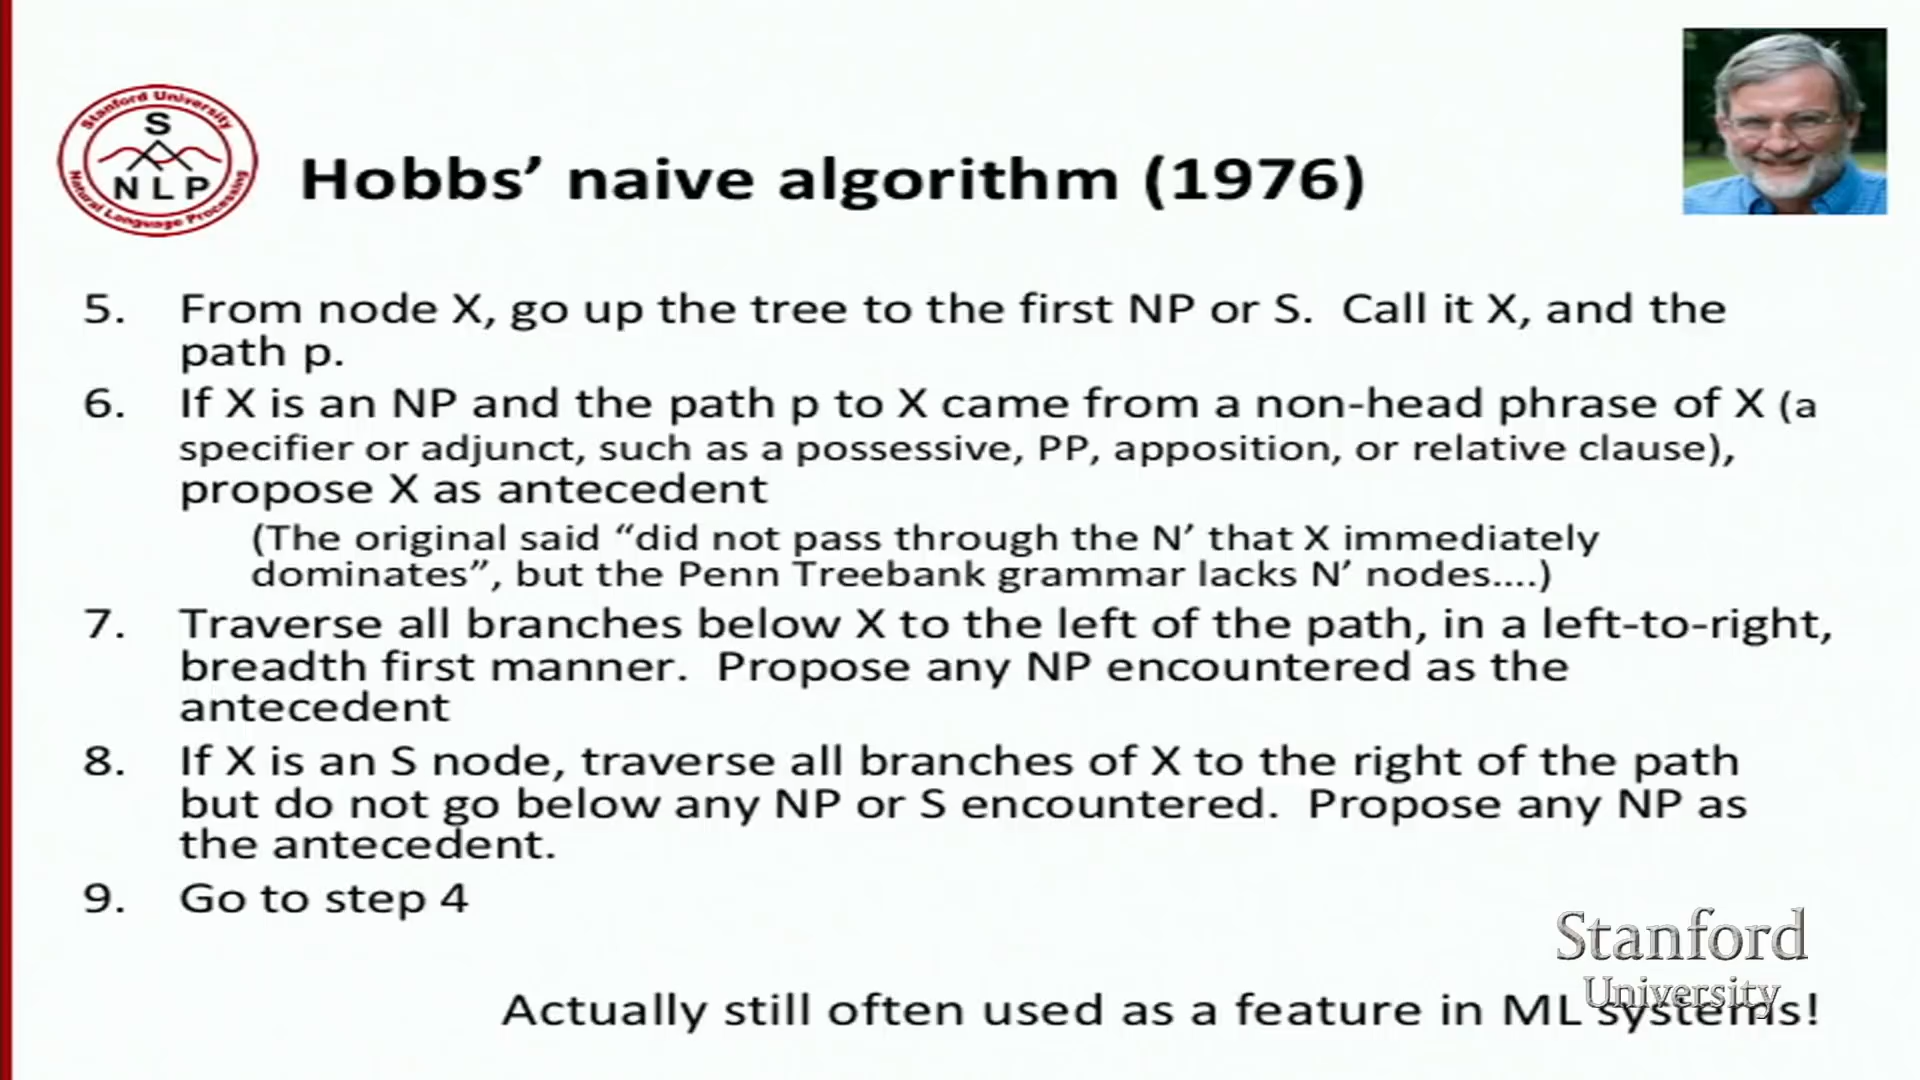 Stanford University
S
NLP
Natural Language Processing
Hobbs’ naive algorithm (1976)
5. From node X, go up the tree to the first NP or S. Call it X, and the
path p.
6. If X is an NP and the path p to X came from a non-head phrase of X (a
specifier or adjunct, such as a possessive, PP, apposition, or relative clause),
propose X as antecedent
(The original said “did not pass through the N’ that X immediately
dominates”, but the Penn Treebank grammar lacks N’ nodes....)
7. Traverse all branches below X to the left of the path, in a left-to-right,
breadth first manner. Propose any NP encountered as the
antecedent
8. If X is an S node, traverse all branches of X to the right of the path
but do not go below any NP or S encountered. Propose any NP as
the antecedent.
9. Go to step 4
Stanford
University
Actually still often used as a feature in ML systems!